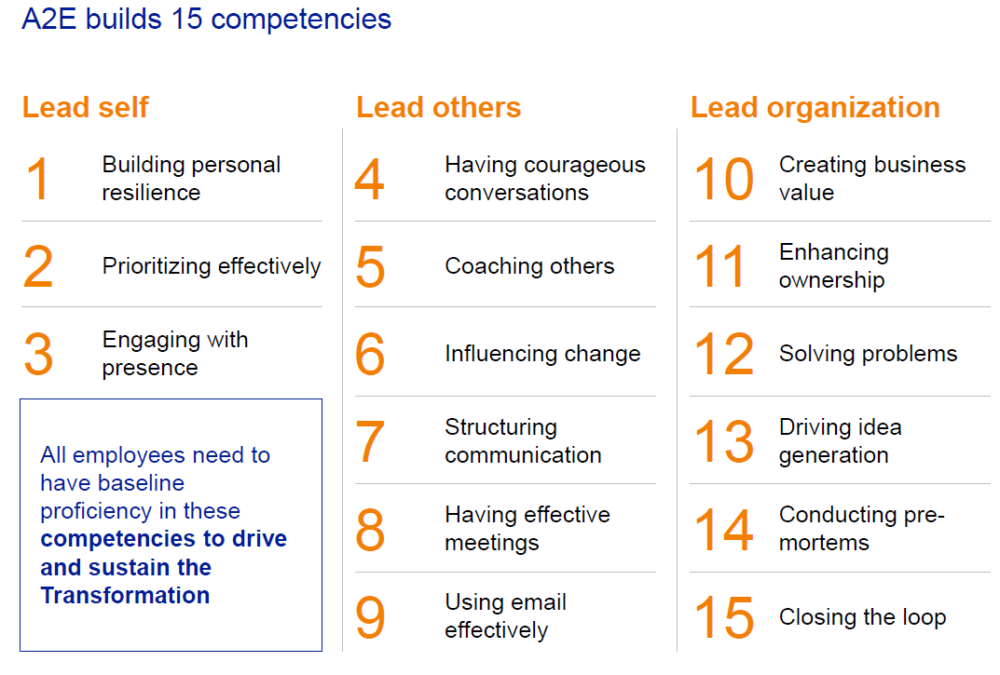 A2E builds 15 competencies
Lead self
1 Building personal
resilience
2 Prioritizing effectively
3 Engaging with
presence
All employees need to
have baseline
proficiency in these
competencies to drive
and sustain the
Transformation
Lead others
4 Having courageous
conversations
5 Coaching others
6 Influencing change
7 Structuring
communication
8 Having effective
meetings
9 Using email
effectively
Lead organization
10 Creating business
value
11 Enhancing
ownership
12 Solving problems
13 Driving idea
generation
14 Conducting pre-
mortems
15 Closing the loop